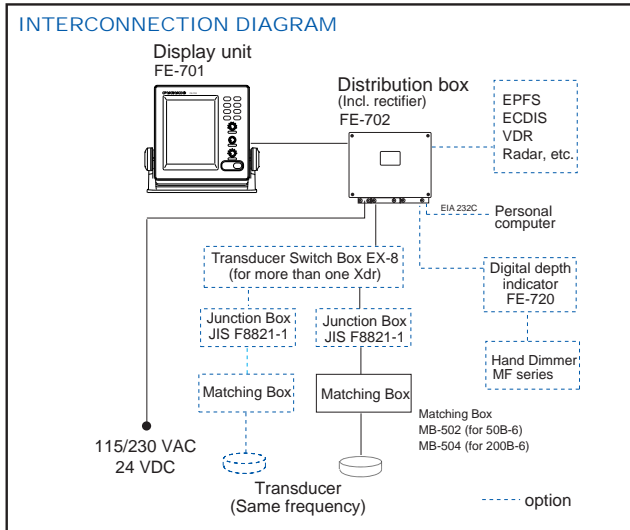 INTERCONNECTION DIAGRAM
Display unit
FE-701
Distribution box
(Incl. rectifier)
FE-702
EPFS
ECDIS
VDR
Radar, etc.
EIA 232C
Personal
computer
Transducer Switch Box EX-8
(for more than one Xdr)
Digital depth
indicator
FE-720
Junction Box
JIS F8821-1
Junction Box
JIS F8821-1
Hand Dimmer
MF series
Matching Box
Matching Box
Matching Box
MB-502 (for 50B-6)
MB-504 (for 200B-6)
115/230 VAC
24 VDC
Transducer
(Same frequency)
option